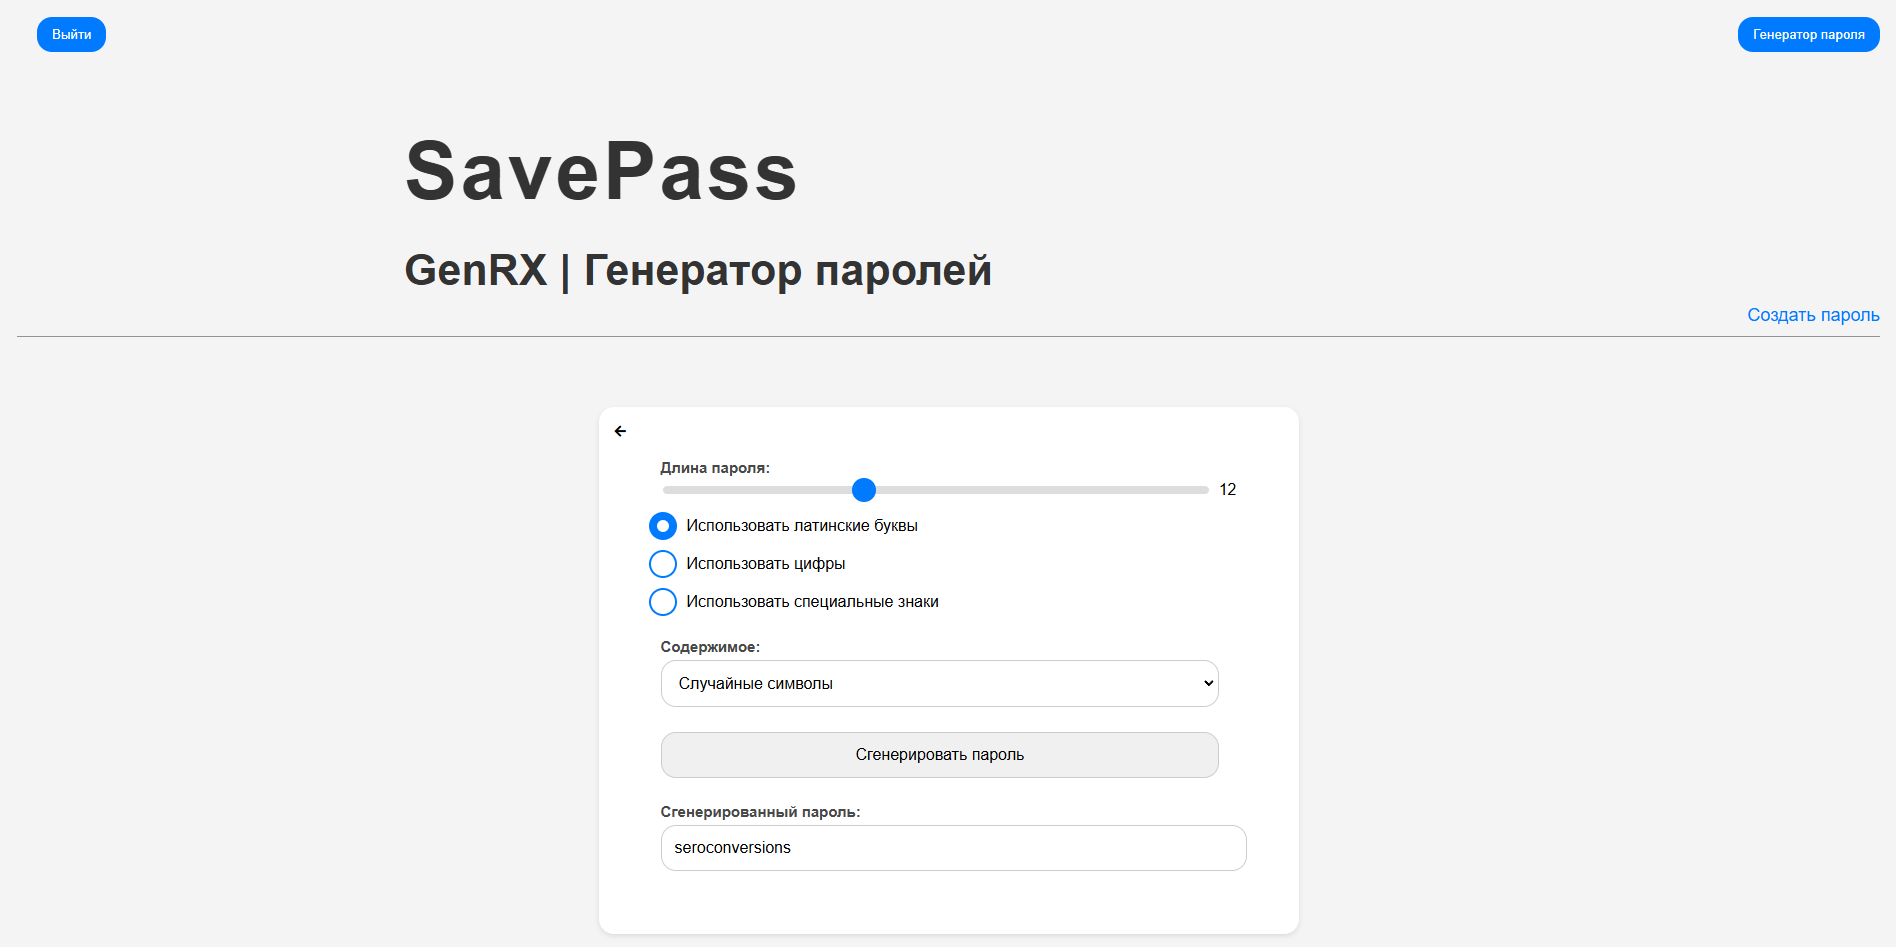 Выйти
Генератор пароля
SavePass
GenRX | Генератор паролей
Создать пароль
Длина пароля:
12
Использовать латинские буквы
Использовать цифры
Использовать специальные знаки
Содержимое:
Случайные символы
Сгенерировать пароль
Сгенерированный пароль:
seroconversions